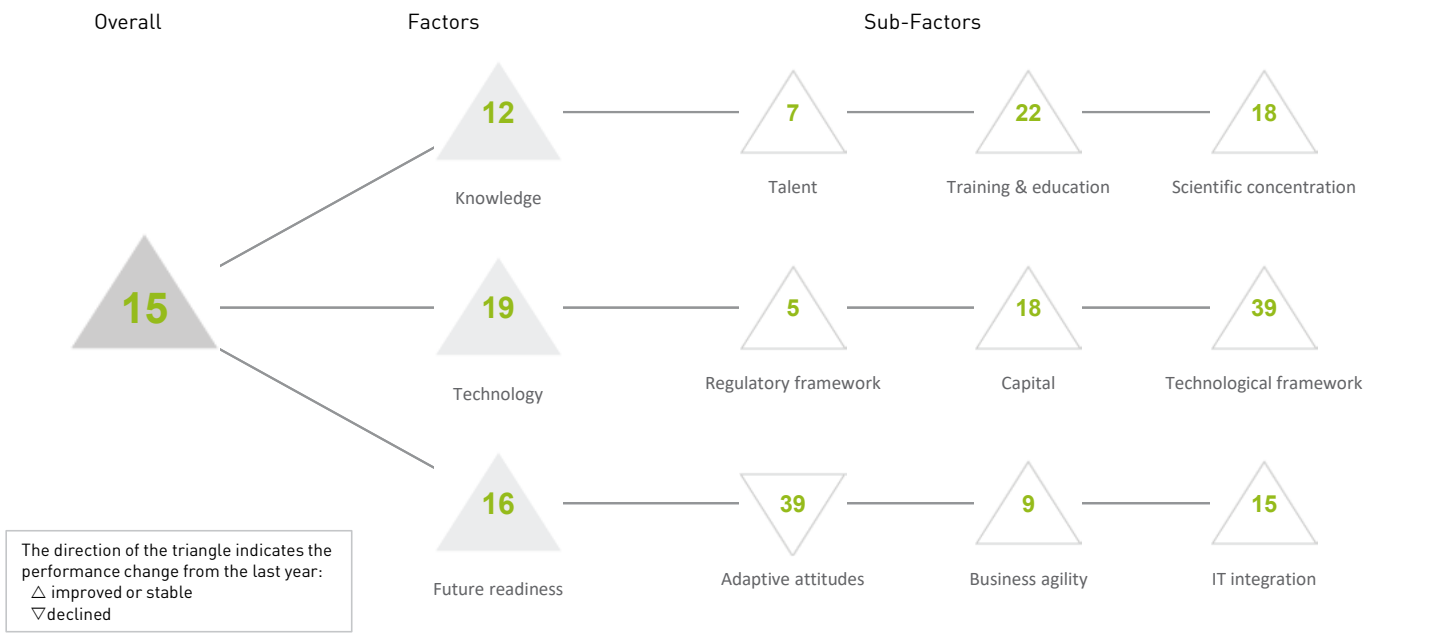 Overall Factors Sub-Factors
12 7 22 18
Knowledge Talent Training & education Scientific concentration
15 19 5 18 39
Technology Regulatory framework Capital Technological framework
16 39 9 15
Future readiness Adaptive attitudes Business agility IT integration
The direction of the triangle indicates the
performance change from the last year:
△ improved or stable
▽declined